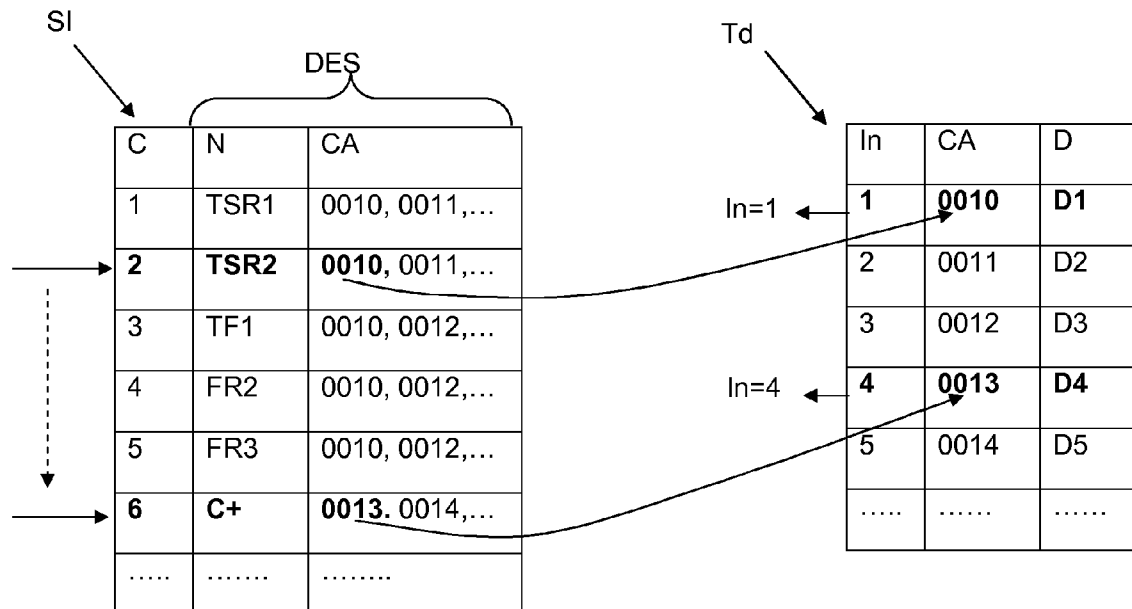 SI
DES
C N CA
1 TSR1 0010, 0011,...
2 TSR2 0010, 0011,...
3 TF1 0010, 0012,...
4 FR2 0010, 0012,...
5 FR3 0010, 0012,...
6 C+ 0013. 0014,...
..... ....... ........
Td
In CA D
In=1
1 0010 D1
2 0011 D2
3 0012 D3
In=4
4 0013 D4
5 0014 D5
..... ...... ......